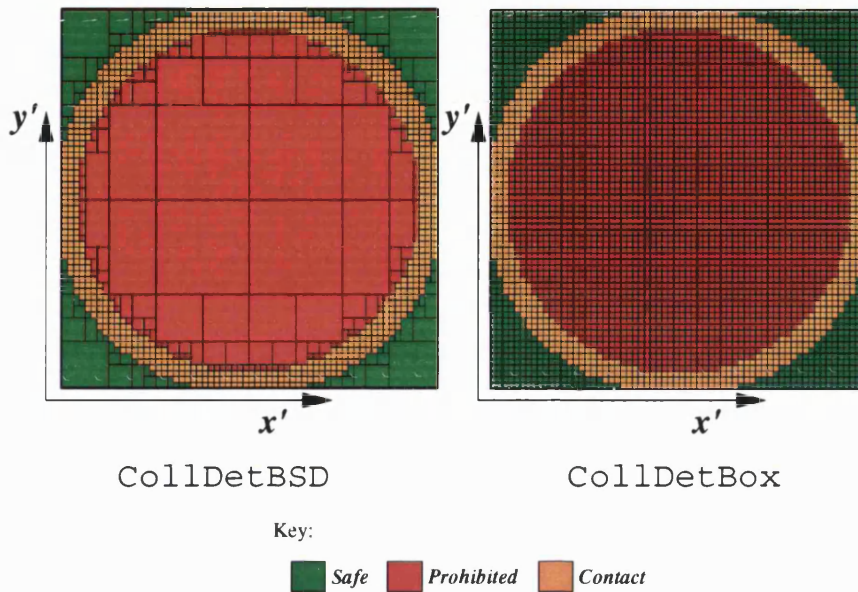 y′ y′
x′ x′
CollDetBSD CollDetBox
Key:
Safe Prohibited Contact